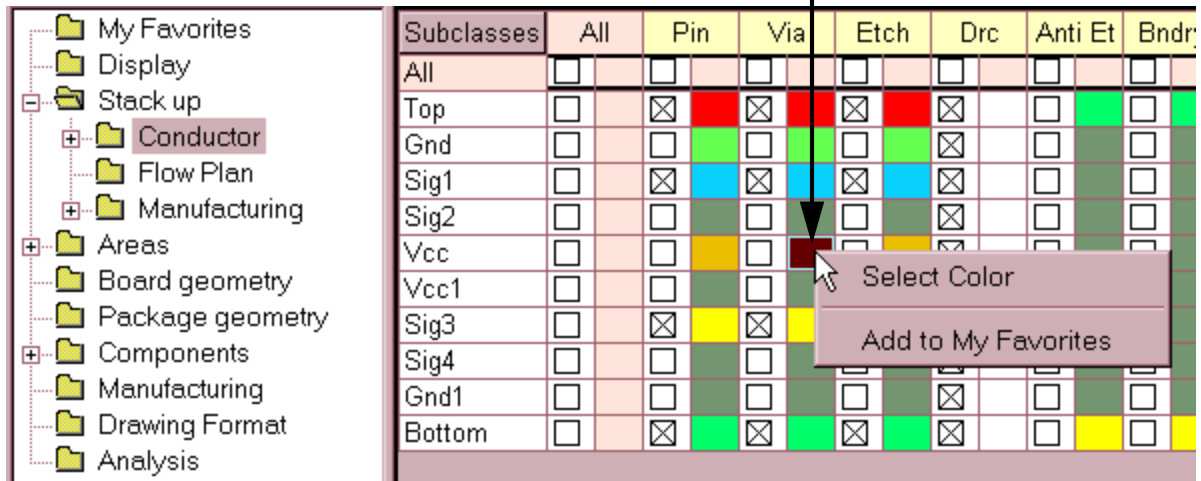 My Favorites
Display
Stack up
Conductor
Flow Plan
Manufacturing
Areas
Board geometry
Package geometry
Components
Manufacturing
Drawing Format
Analysis
Subclasses All Pin Via Etch Drc Anti Et Bndry
All
Top
Gnd
Sig1
Sig2
Vcc
Vcc1
Sig3
Sig4
Gnd1
Bottom
Select Color
Add to My Favorites